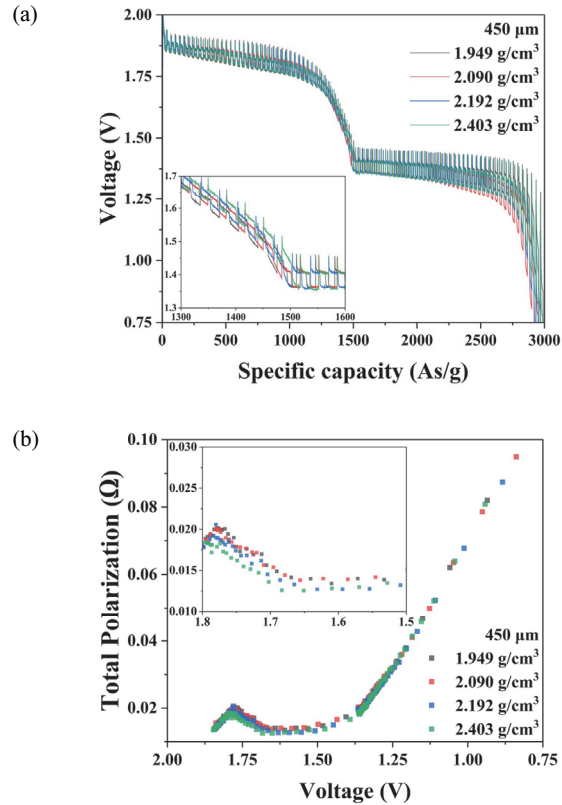 (a)
2.00
1.75
1.50
1.25
1.00
0.75
Voltage (V)
450 μm
1.949 g/cm³
2.090 g/cm³
2.192 g/cm³
2.403 g/cm³
1.7
1.6
1.5
1.4
1.3
1300 1400 1500 1600
0 500 1000 1500 2000 2500 3000
Specific capacity (As/g)
(b)
0.10
0.08
0.06
0.04
0.02
Total Polarization (Ω)
0.030
0.025
0.020
0.015
0.010
1.8 1.7 1.6 1.5
450 μm
1.949 g/cm³
2.090 g/cm³
2.192 g/cm³
2.403 g/cm³
2.00 1.75 1.50 1.25 1.00 0.75
Voltage (V)